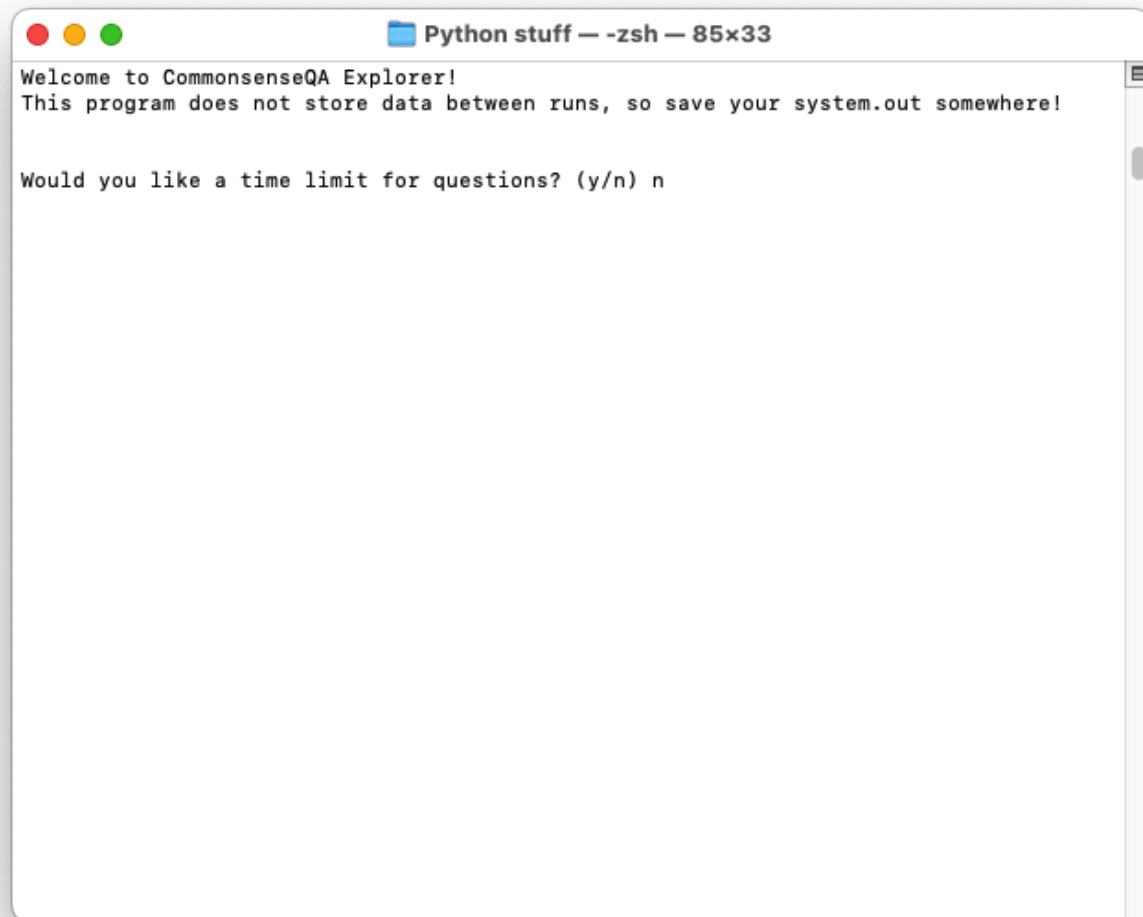 Python stuff — -zsh — 85×33
Welcome to CommonsenseQA Explorer!
This program does not store data between runs, so save your system.out somewhere!
Would you like a time limit for questions? (y/n) n